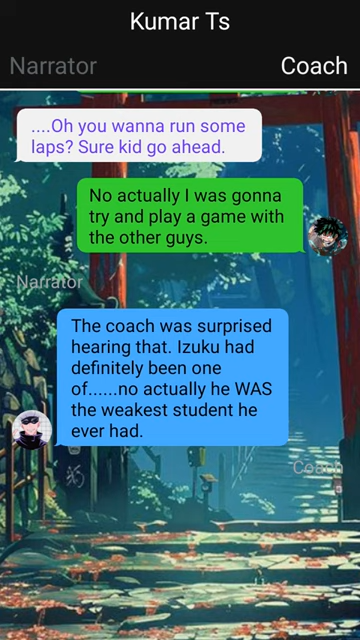 Kumar Ts
Narrator
Coach
....Oh you wanna run some
laps? Sure kid go ahead.
No actually I was gonna
try and play a game with
the other guys.
Narrator
The coach was surprised
hearing that. Izuku had
definitely been one
of......no actually he WAS
the weakest student he
ever had.
Coach